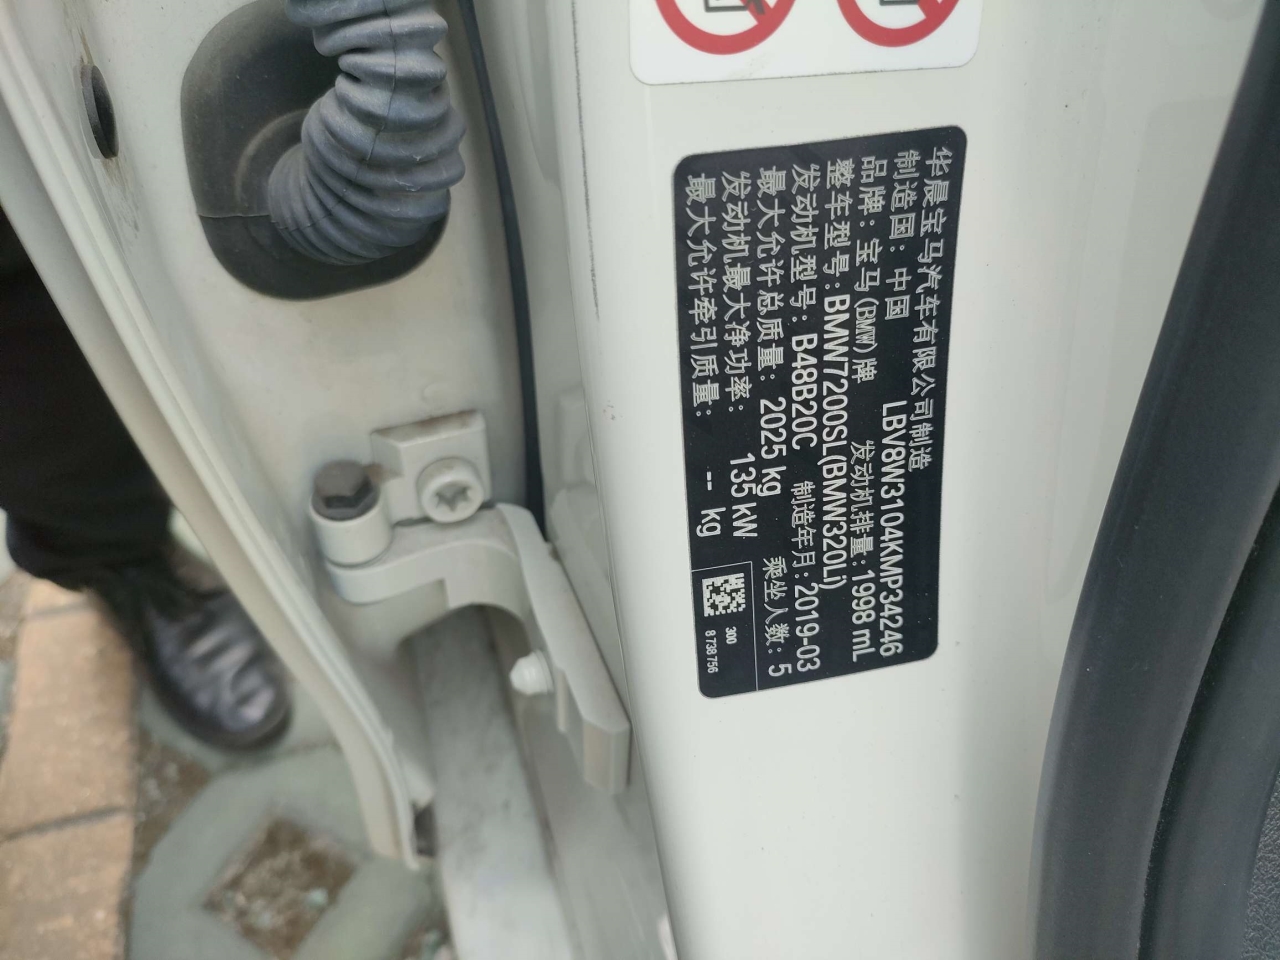 华晨宝马汽车有限公司制造
制造国: 中国 LBV8W3104KMP34246
品牌: 宝马(BMW)牌 发动机排量:1998 mL
整车型号: BMW7200SL(BMW320Li)
发动机型号: B48B20C 制造年月: 2019-03
最大允许总质量: 2025 kg 乘坐人数: 5
发动机最大净功率: 135 kW
最大允许牵引质量: -- kg
300
8 738 756